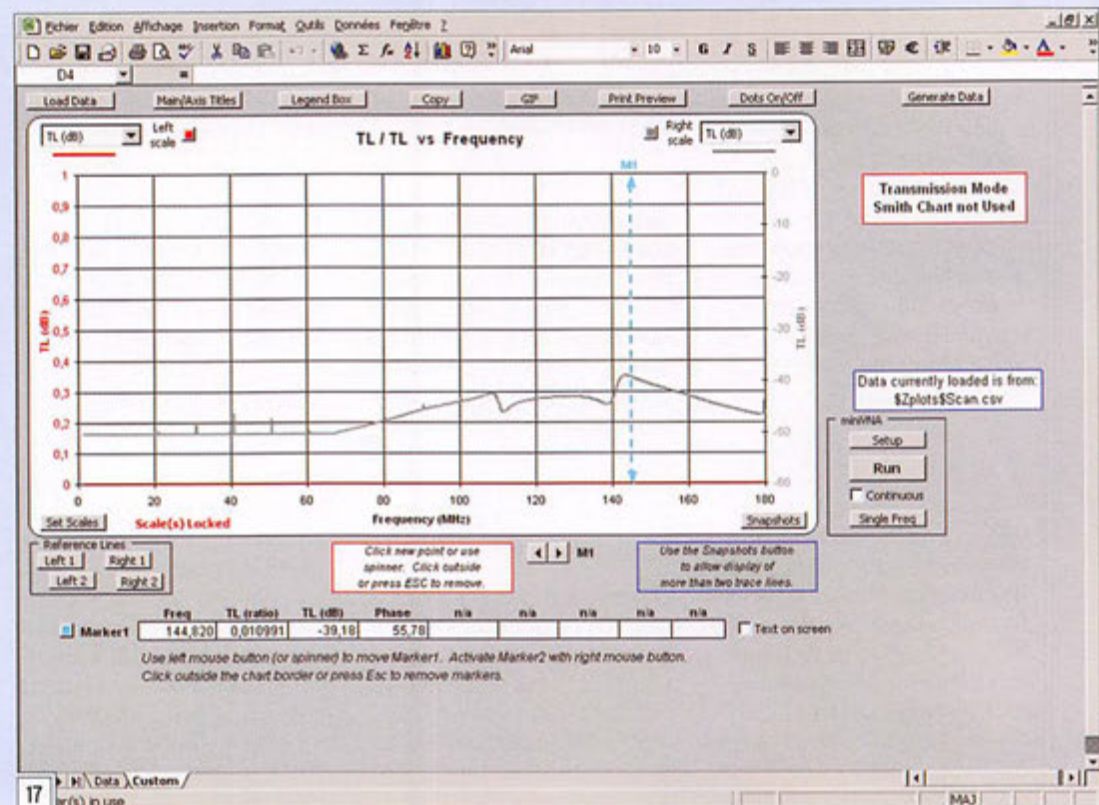 Fichier Edition Affichage Insertion Format Outils Données Fenêtre ?
Arial 10 G I S
D4 =
Load Data Main/Axis Titles Legend Box Copy GIF Print Preview Dots On/Off Generate Data
TL (dB) Left scale TL / TL vs Frequency Right scale TL (dB)
M1
1
0,9
0,8
0,7
0,6
0,5
0,4
0,3
0,2
0,1
0
TL (dB)
0
-10
-20
-30
-40
-50
-60
TL (dB)
0 20 40 60 80 100 120 140 160 180
Set Scales Scale(s) Locked Frequency (MHz) Snapshots
Transmission Mode
Smith Chart not Used
Data currently loaded is from:
$Zplots$Scan.csv
miniVNA
Setup
Run
Continuous
Single Freq
Reference Lines
Left 1 Right 1
Left 2 Right 2
Click new point or use
spinner. Click outside
or press ESC to remove.
M1
Use the Snapshots button
to allow display of
more than two trace lines.
Freq TL (ratio) TL (dB) Phase n/a n/a n/a n/a n/a
Marker1 144,820 0,010991 -39,18 55,78 Text on screen
Use left mouse button (or spinner) to move Marker1. Activate Marker2 with right mouse button.
Click outside the chart border or press Esc to remove markers.
Data Custom
17 er(s) in use MAJ